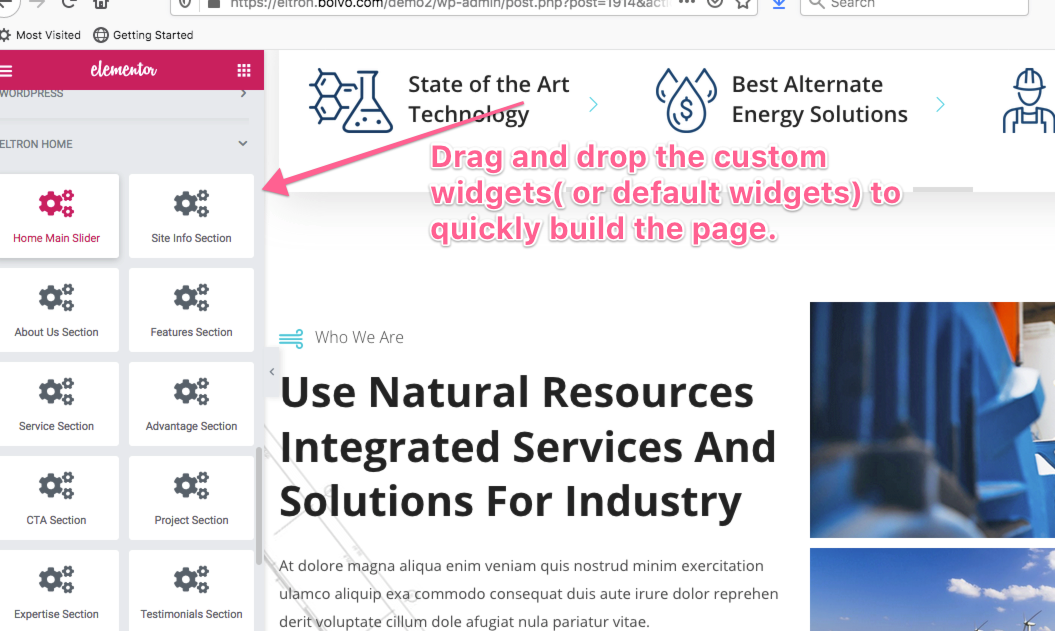 https://eltron.bolvo.com/demo2/wp-admin/post.php?post=1914&acti
Search
Most Visited
Getting Started
elementor
WORDPRESS
ELTRON HOME
Home Main Slider
Site Info Section
About Us Section
Features Section
Service Section
Advantage Section
CTA Section
Project Section
Expertise Section
Testimonials Section
State of the Art
Technology
Best Alternate
Energy Solutions
Drag and drop the custom
widgets( or default widgets) to
quickly build the page.
Who We Are
Use Natural Resources
Integrated Services And
Solutions For Industry
At dolore magna aliqua enim veniam quis nostrud minim exercitation
ulamco aliquip exa commodo consequat duis aute irure dolor reprehen
derit voluptate cillum dole afugiat nula pariatur vitae.